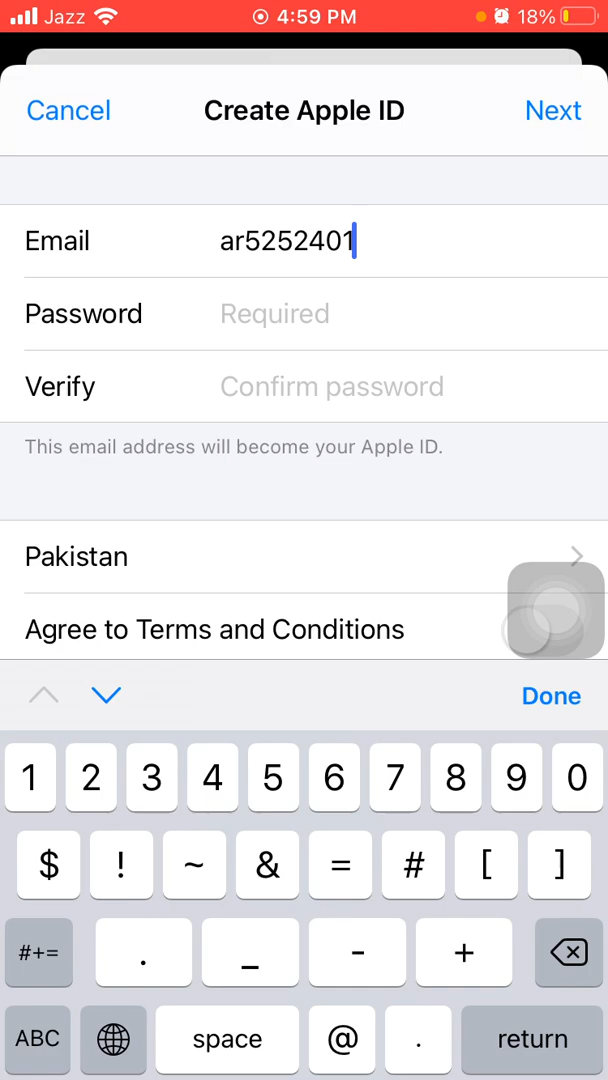 Jazz 4:59 PM 18%
Cancel Create Apple ID Next
Email ar5252401
Password Required
Verify Confirm password
This email address will become your Apple ID.
Pakistan
Agree to Terms and Conditions
Done
1 2 3 4 5 6 7 8 9 0
$ ! ~ & = # [ ]
#+= . _ - +
ABC space @ . return